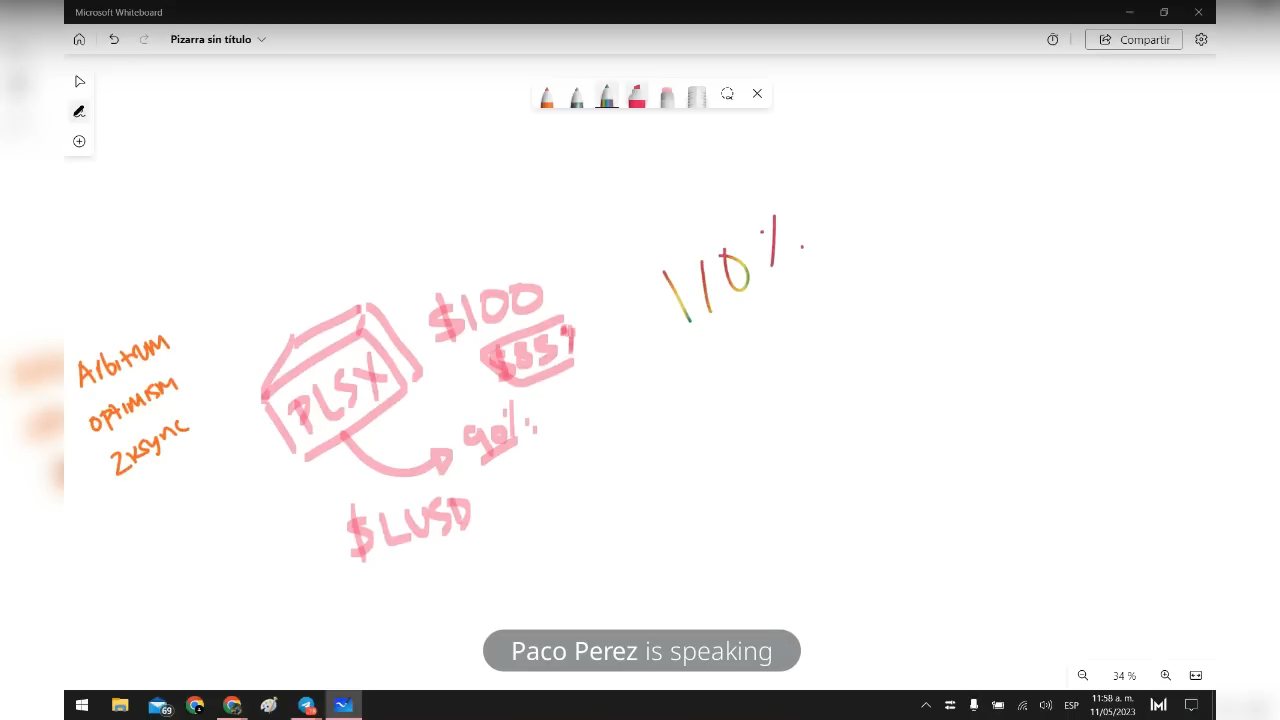 Microsoft Whiteboard
Pizarra sin título
Compartir
110%
$100
$85
Arbitrum
optimism
zksync
PLSX
90%
$LUSD
Paco Perez is speaking
34 %
69
ESP
11:58 a. m.
11/05/2023